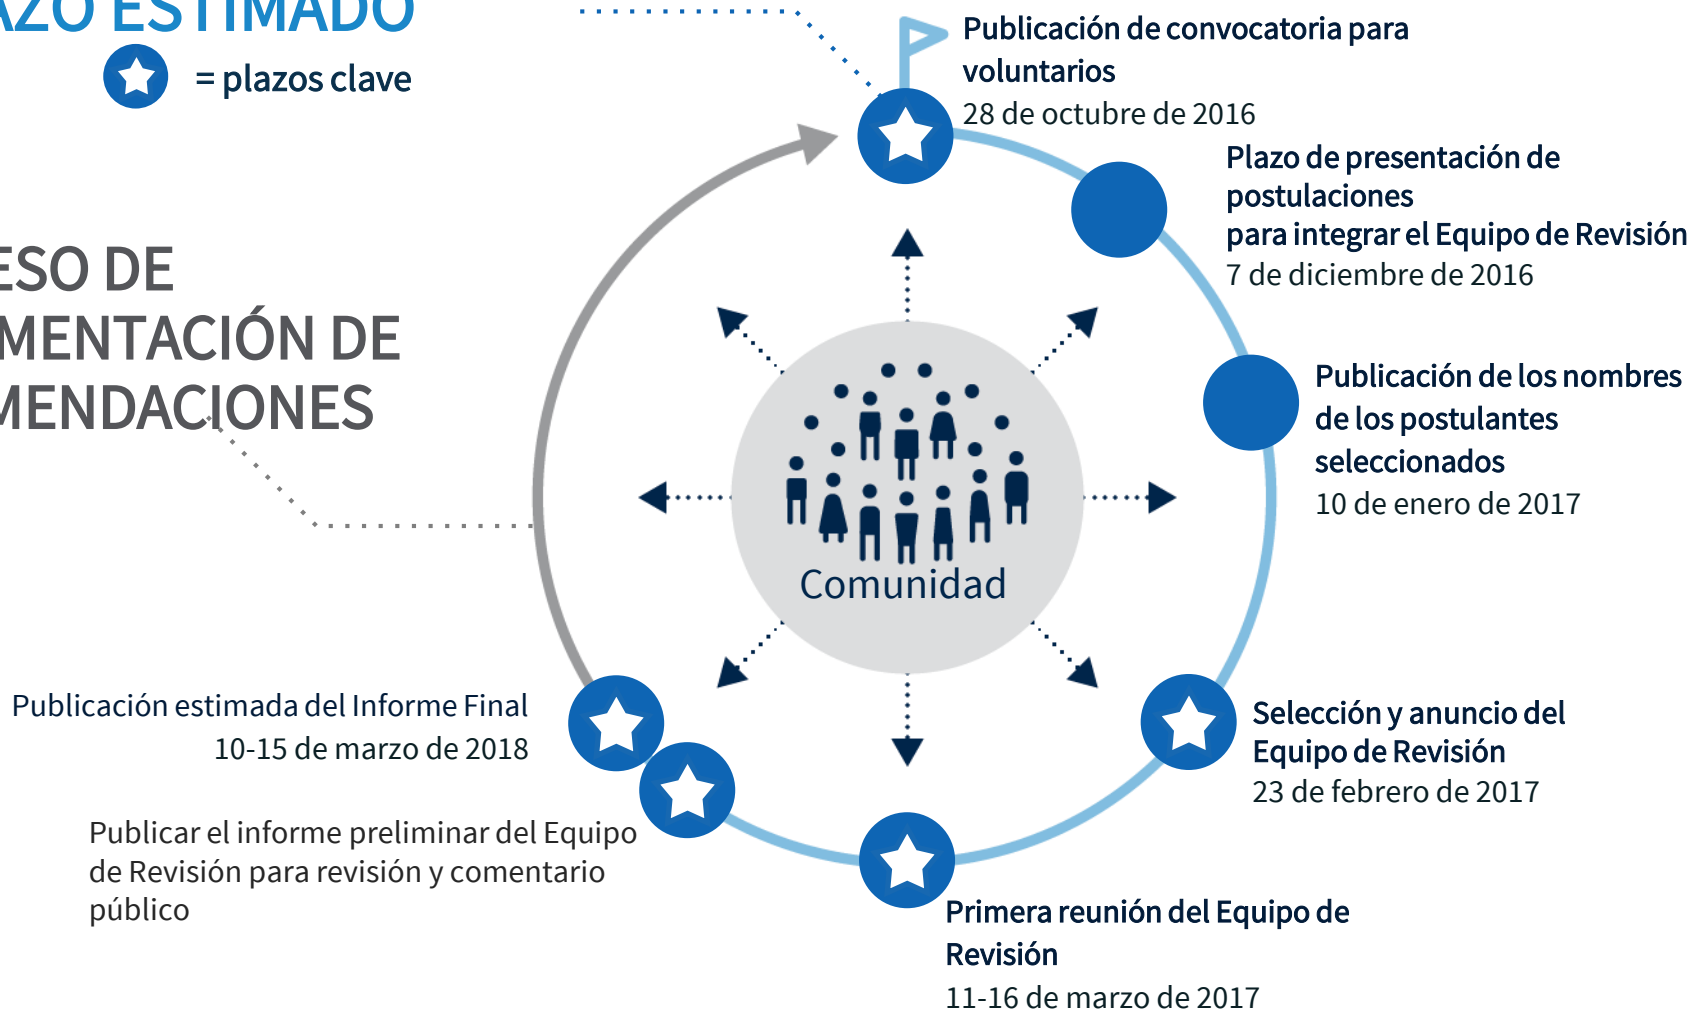 AZO ESTIMADO
= plazos clave
ESO DE
MENTACIÓN DE
MENDACIONES
Publicación de convocatoria para
voluntarios
28 de octubre de 2016
Plazo de presentación de
postulaciones
para integrar el Equipo de Revisión
7 de diciembre de 2016
Publicación de los nombres
de los postulantes
seleccionados
10 de enero de 2017
Comunidad
Selección y anuncio del
Equipo de Revisión
23 de febrero de 2017
Primera reunión del Equipo de
Revisión
11-16 de marzo de 2017
Publicar el informe preliminar del Equipo
de Revisión para revisión y comentario
público
Publicación estimada del Informe Final
10-15 de marzo de 2018